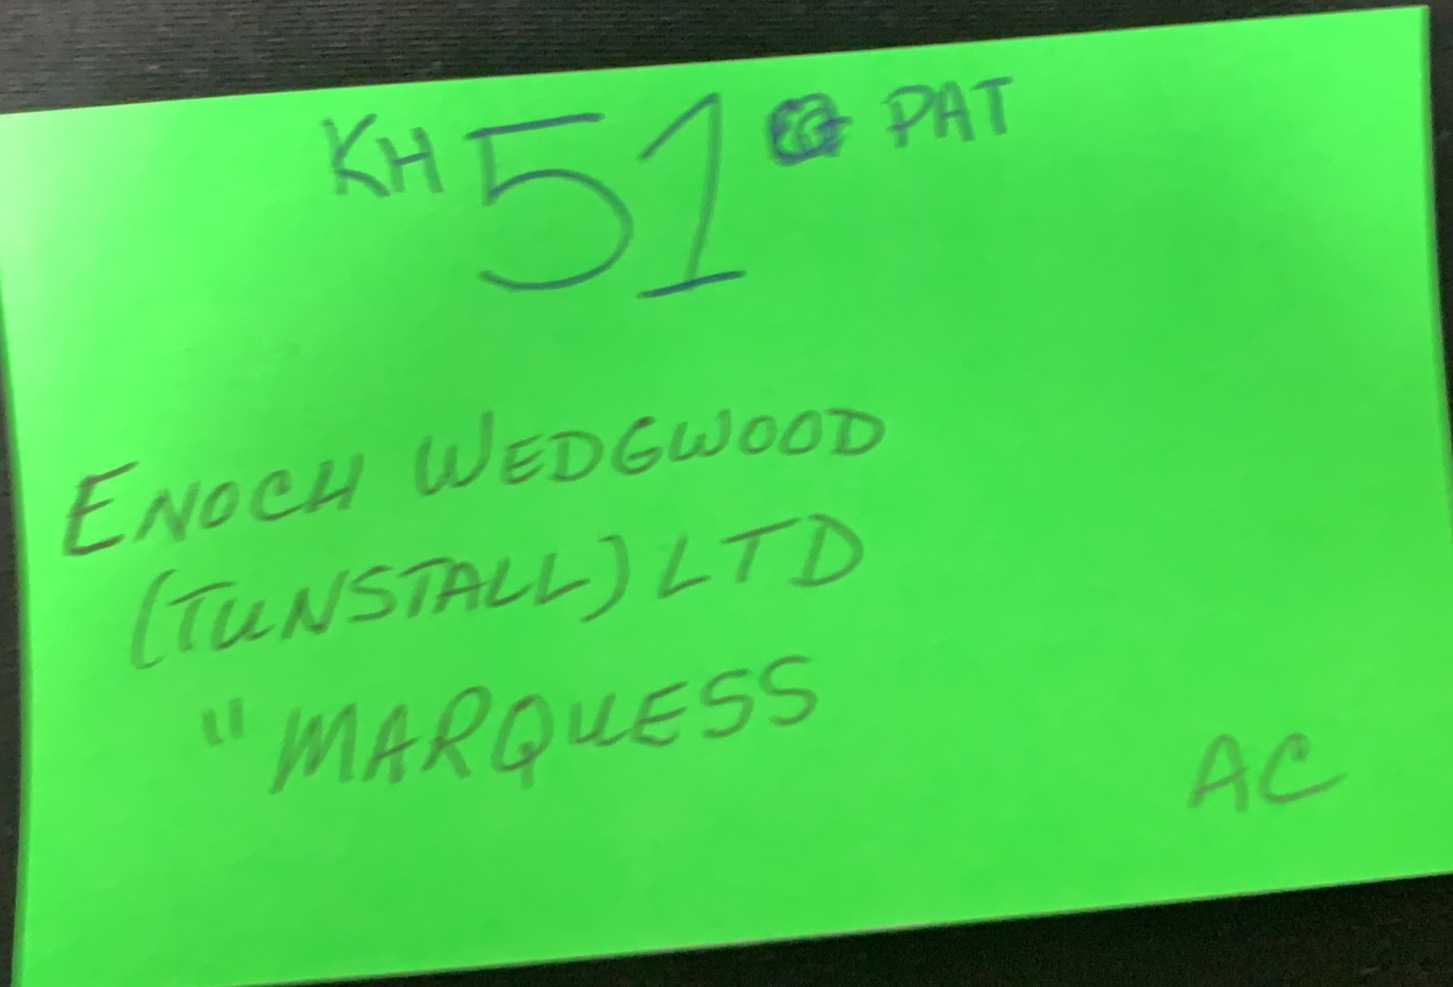 KH 51 PAT
ENOCH WEDGWOOD
(TUNSTALL) LTD
"MARQUESS
AC